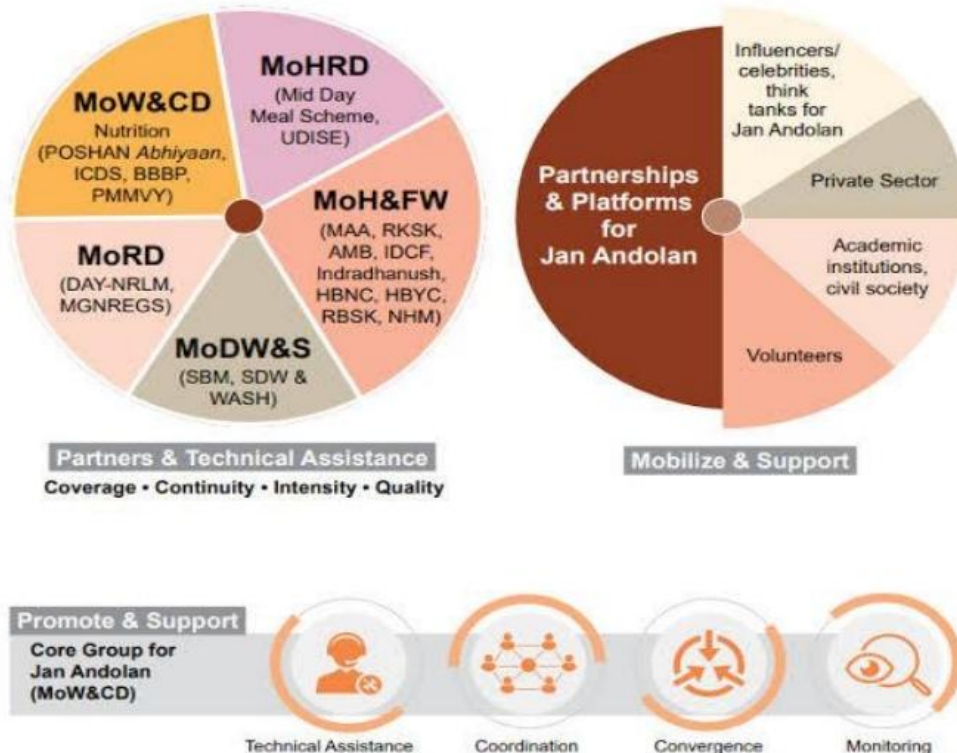 MoW&CD
Nutrition
(POSHAN Abhiyaan,
ICDS, BBBP,
PMMVY)
MoHRD
(Mid Day
Meal Scheme,
UDISE)
MoH&FW
(MAA, RKSK,
AMB, IDCF,
Indradhanush,
HBNC, HBYC,
RBSK, NHM)
MoRD
(DAY-NRLM,
MGNREGS)
MoDW&S
(SBM, SDW &
WASH)
Partners & Technical Assistance
Coverage • Continuity • Intensity • Quality
Partnerships
& Platforms
for
Jan Andolan
Influencers/
celebrities,
think
tanks for
Jan Andolan
Private Sector
Academic
institutions,
civil society
Volunteers
Mobilize & Support
Promote & Support
Core Group for
Jan Andolan
(MoW&CD)
Technical Assistance
Coordination
Convergence
Monitoring